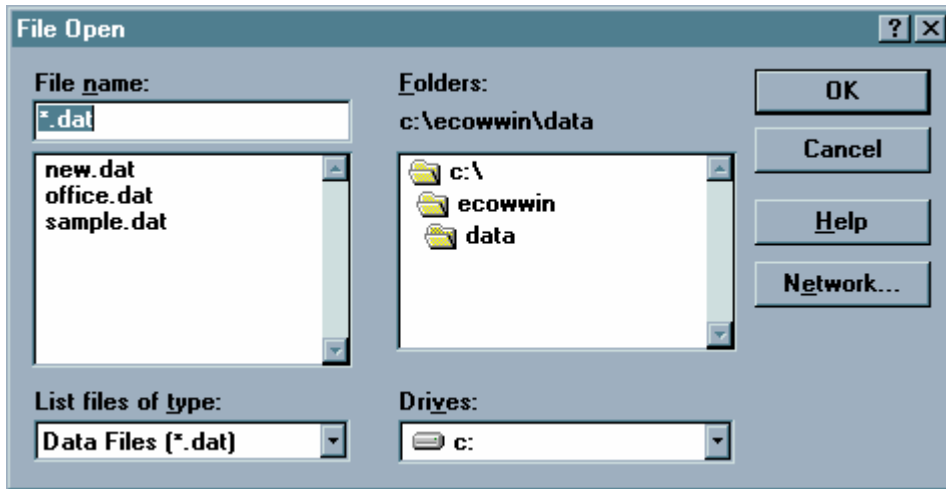 File Open
File name:
*.dat
new.dat
office.dat
sample.dat
List files of type:
Data Files (*.dat)
Folders:
c:\ecowwin\data
c:\
ecowwin
data
Drives:
c:
OK
Cancel
Help
Network...